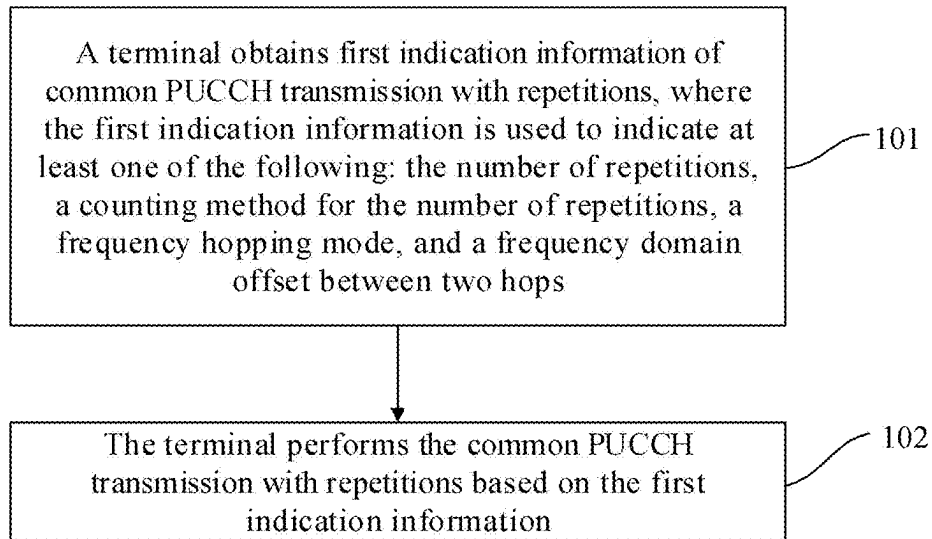 A terminal obtains first indication information of
common PUCCH transmission with repetitions, where
the first indication information is used to indicate at
least one of the following: the number of repetitions,
a counting method for the number of repetitions, a
frequency hopping mode, and a frequency domain
offset between two hops
101
The terminal performs the common PUCCH
transmission with repetitions based on the first
indication information
102